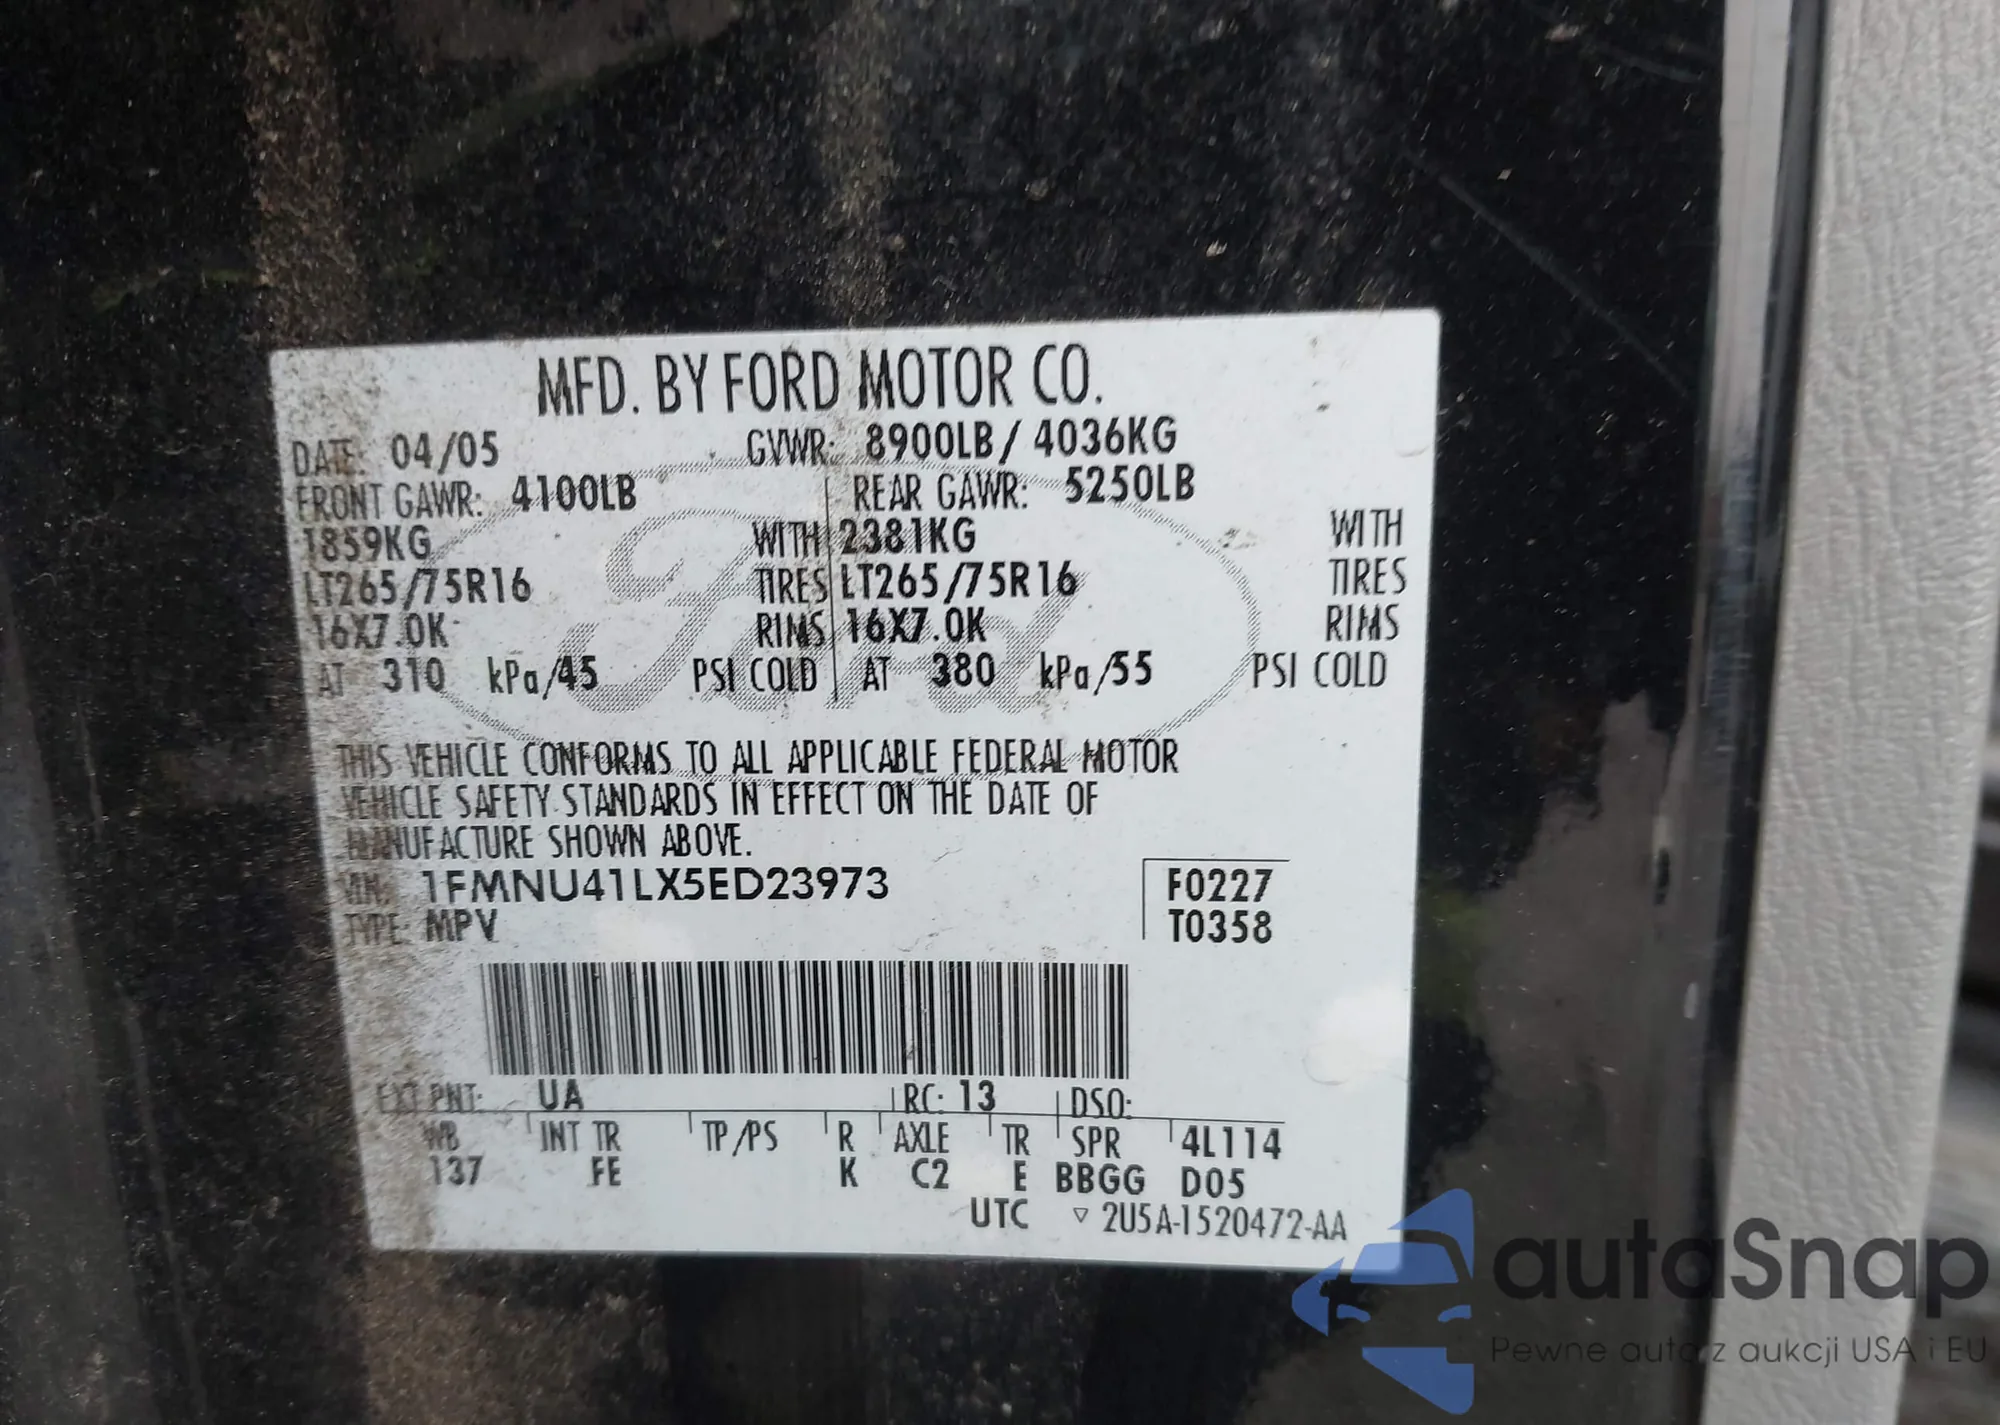 MFD. BY FORD MOTOR CO.
DATE: 04/05 GVWR: 8900LB / 4036KG
FRONT GAWR: 4100LB REAR GAWR: 5250LB
1859KG WITH 2381KG WITH
LT265/75R16 TIRES LT265/75R16 TIRES
16X7.0K RIMS 16X7.0K RIMS
AT 310 kPa/45 PSI COLD AT 380 kPa/55 PSI COLD
Ford
THIS VEHICLE CONFORMS TO ALL APPLICABLE FEDERAL MOTOR
VEHICLE SAFETY STANDARDS IN EFFECT ON THE DATE OF
MANUFACTURE SHOWN ABOVE.
VIN: 1FMNU41LX5ED23973 F0227
TYPE: MPV T0358
EXT PNT: UA RC: 13 DSO:
WB INT TR TP/PS R AXLE TR SPR 4L114
137 FE K C2 E BBGG D05
UTC ▽ 2U5A-1520472-AA
autaSnap
Pewne auta z aukcji USA i EU